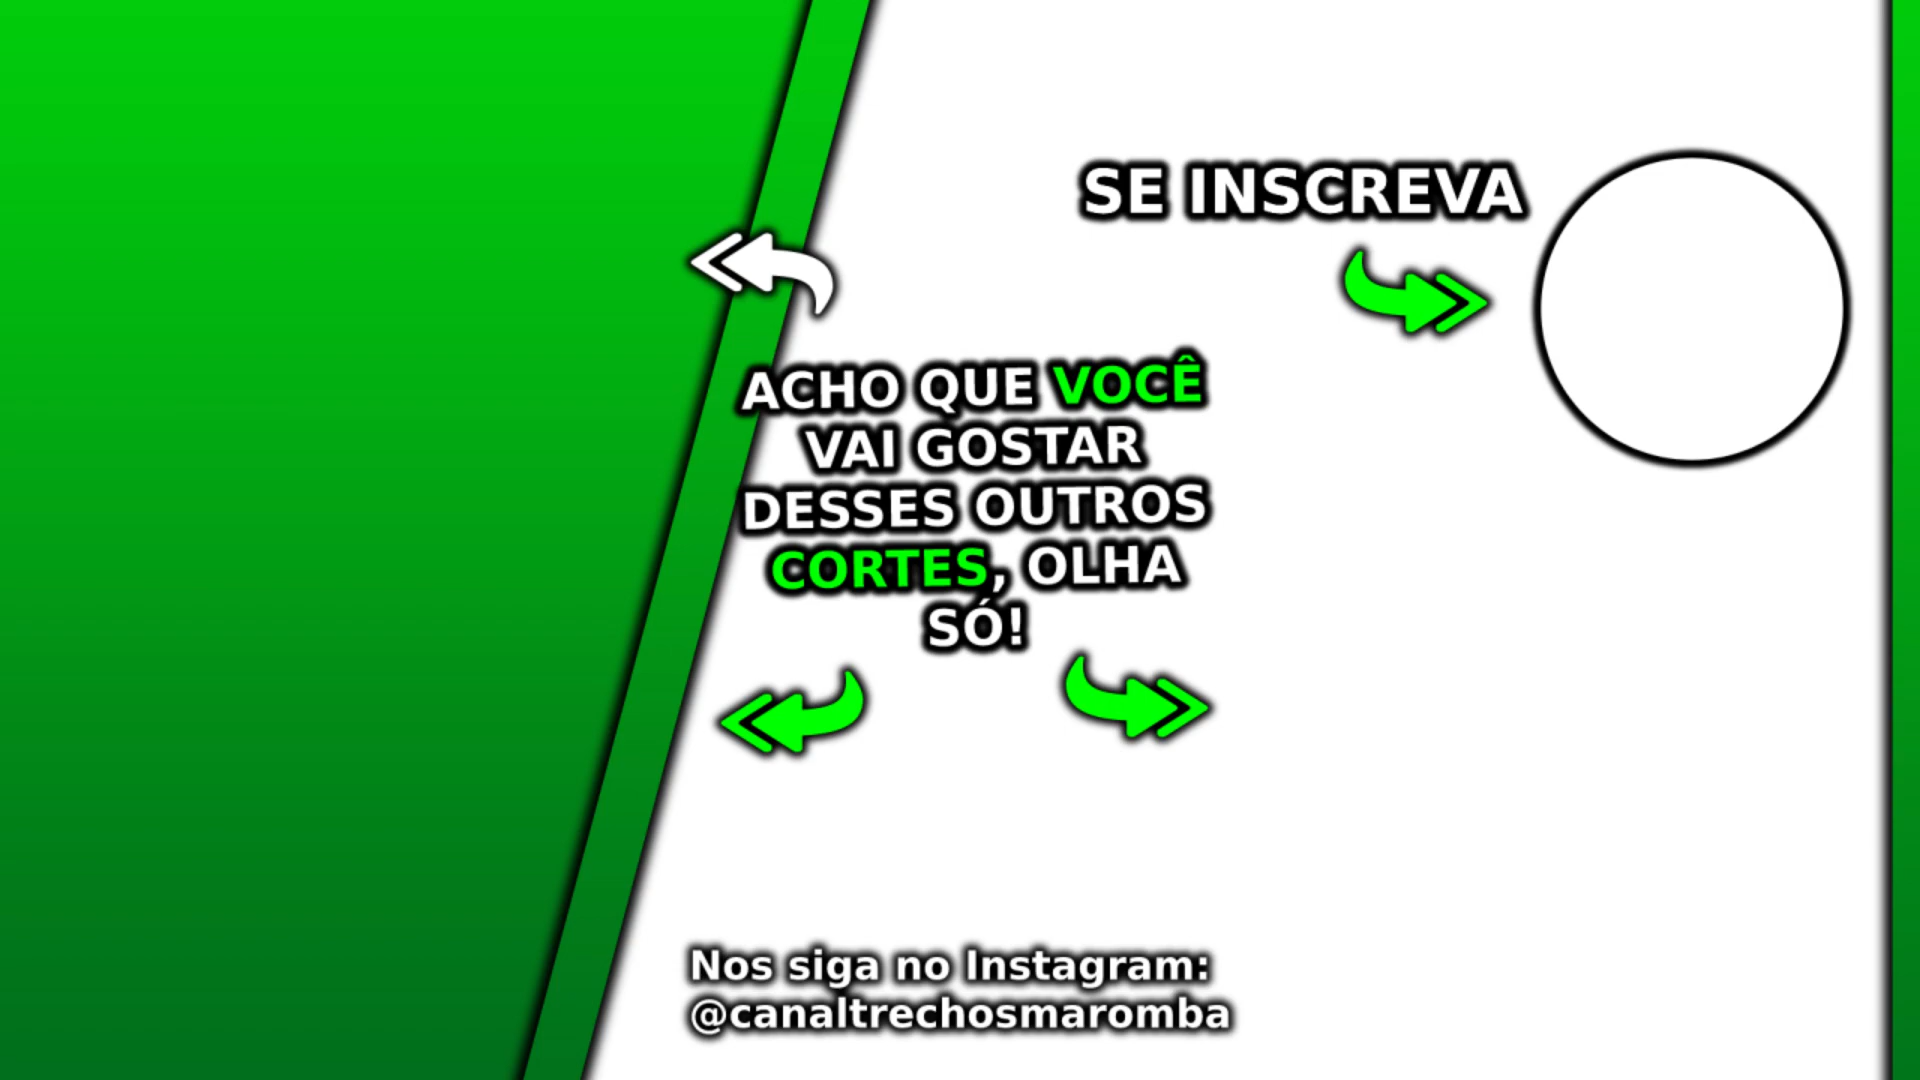 SE INSCREVA
ACHO QUE VOCÊ
VAI GOSTAR
DESSES OUTROS
CORTES, OLHA
SÓ!
Nos siga no Instagram:
@canaltrechosmaromba